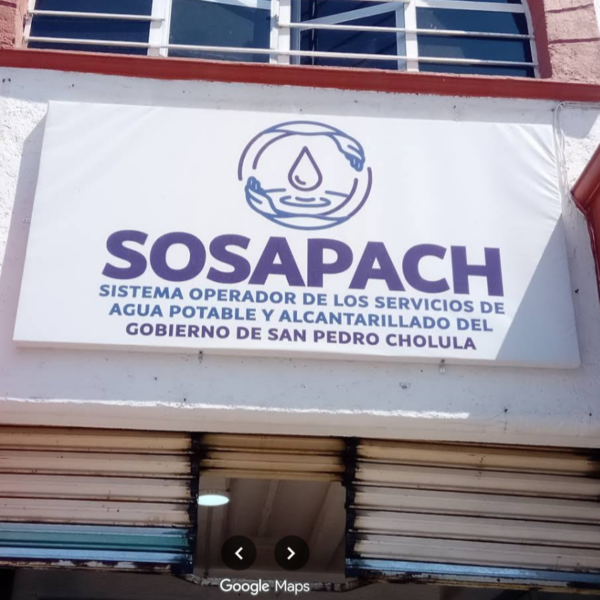 SOSAPACH
SISTEMA OPERADOR DE LOS SERVICIOS DE
AGUA POTABLE Y ALCANTARILLADO DEL
GOBIERNO DE SAN PEDRO CHOLULA
Google Maps